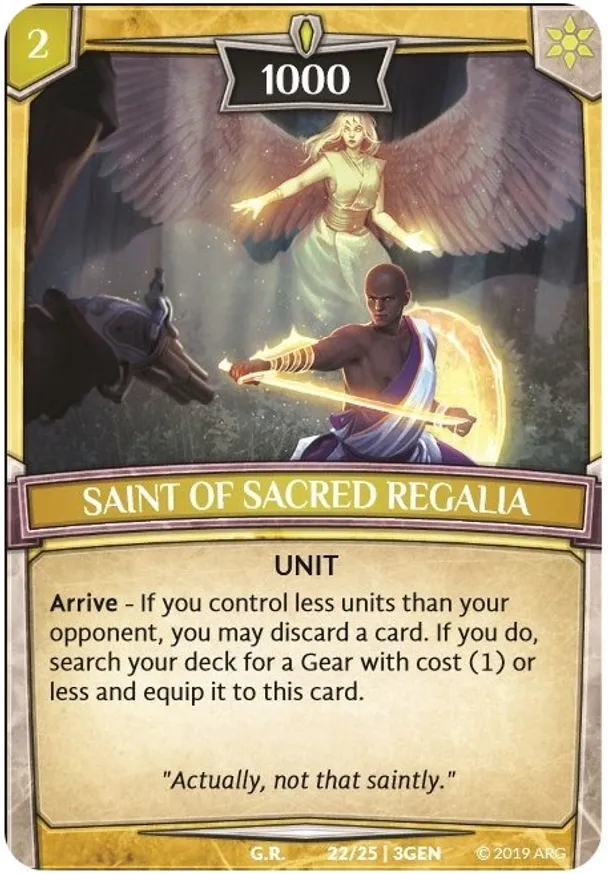 2
1000
SAINT OF SACRED REGALIA
UNIT
Arrive - If you control less units than your
opponent, you may discard a card. If you do,
search your deck for a Gear with cost (1) or
less and equip it to this card.
"Actually, not that saintly."
G.R. 22/25 | 3GEN © 2019 ARG